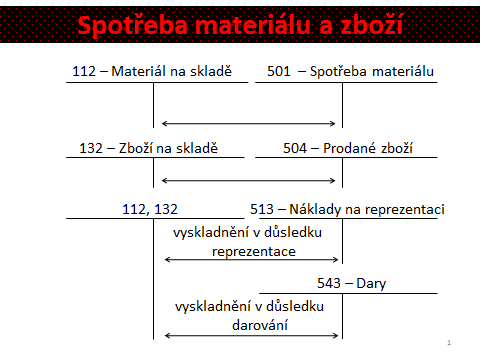 Spotřeba materiálu a zboží
112 – Materiál na skladě
501 – Spotřeba materiálu
132 – Zboží na skladě
504 – Prodané zboží
112, 132
513 – Náklady na reprezentaci
vyskladnění v důsledku
reprezentace
543 – Dary
vyskladnění v důsledku
darování
1